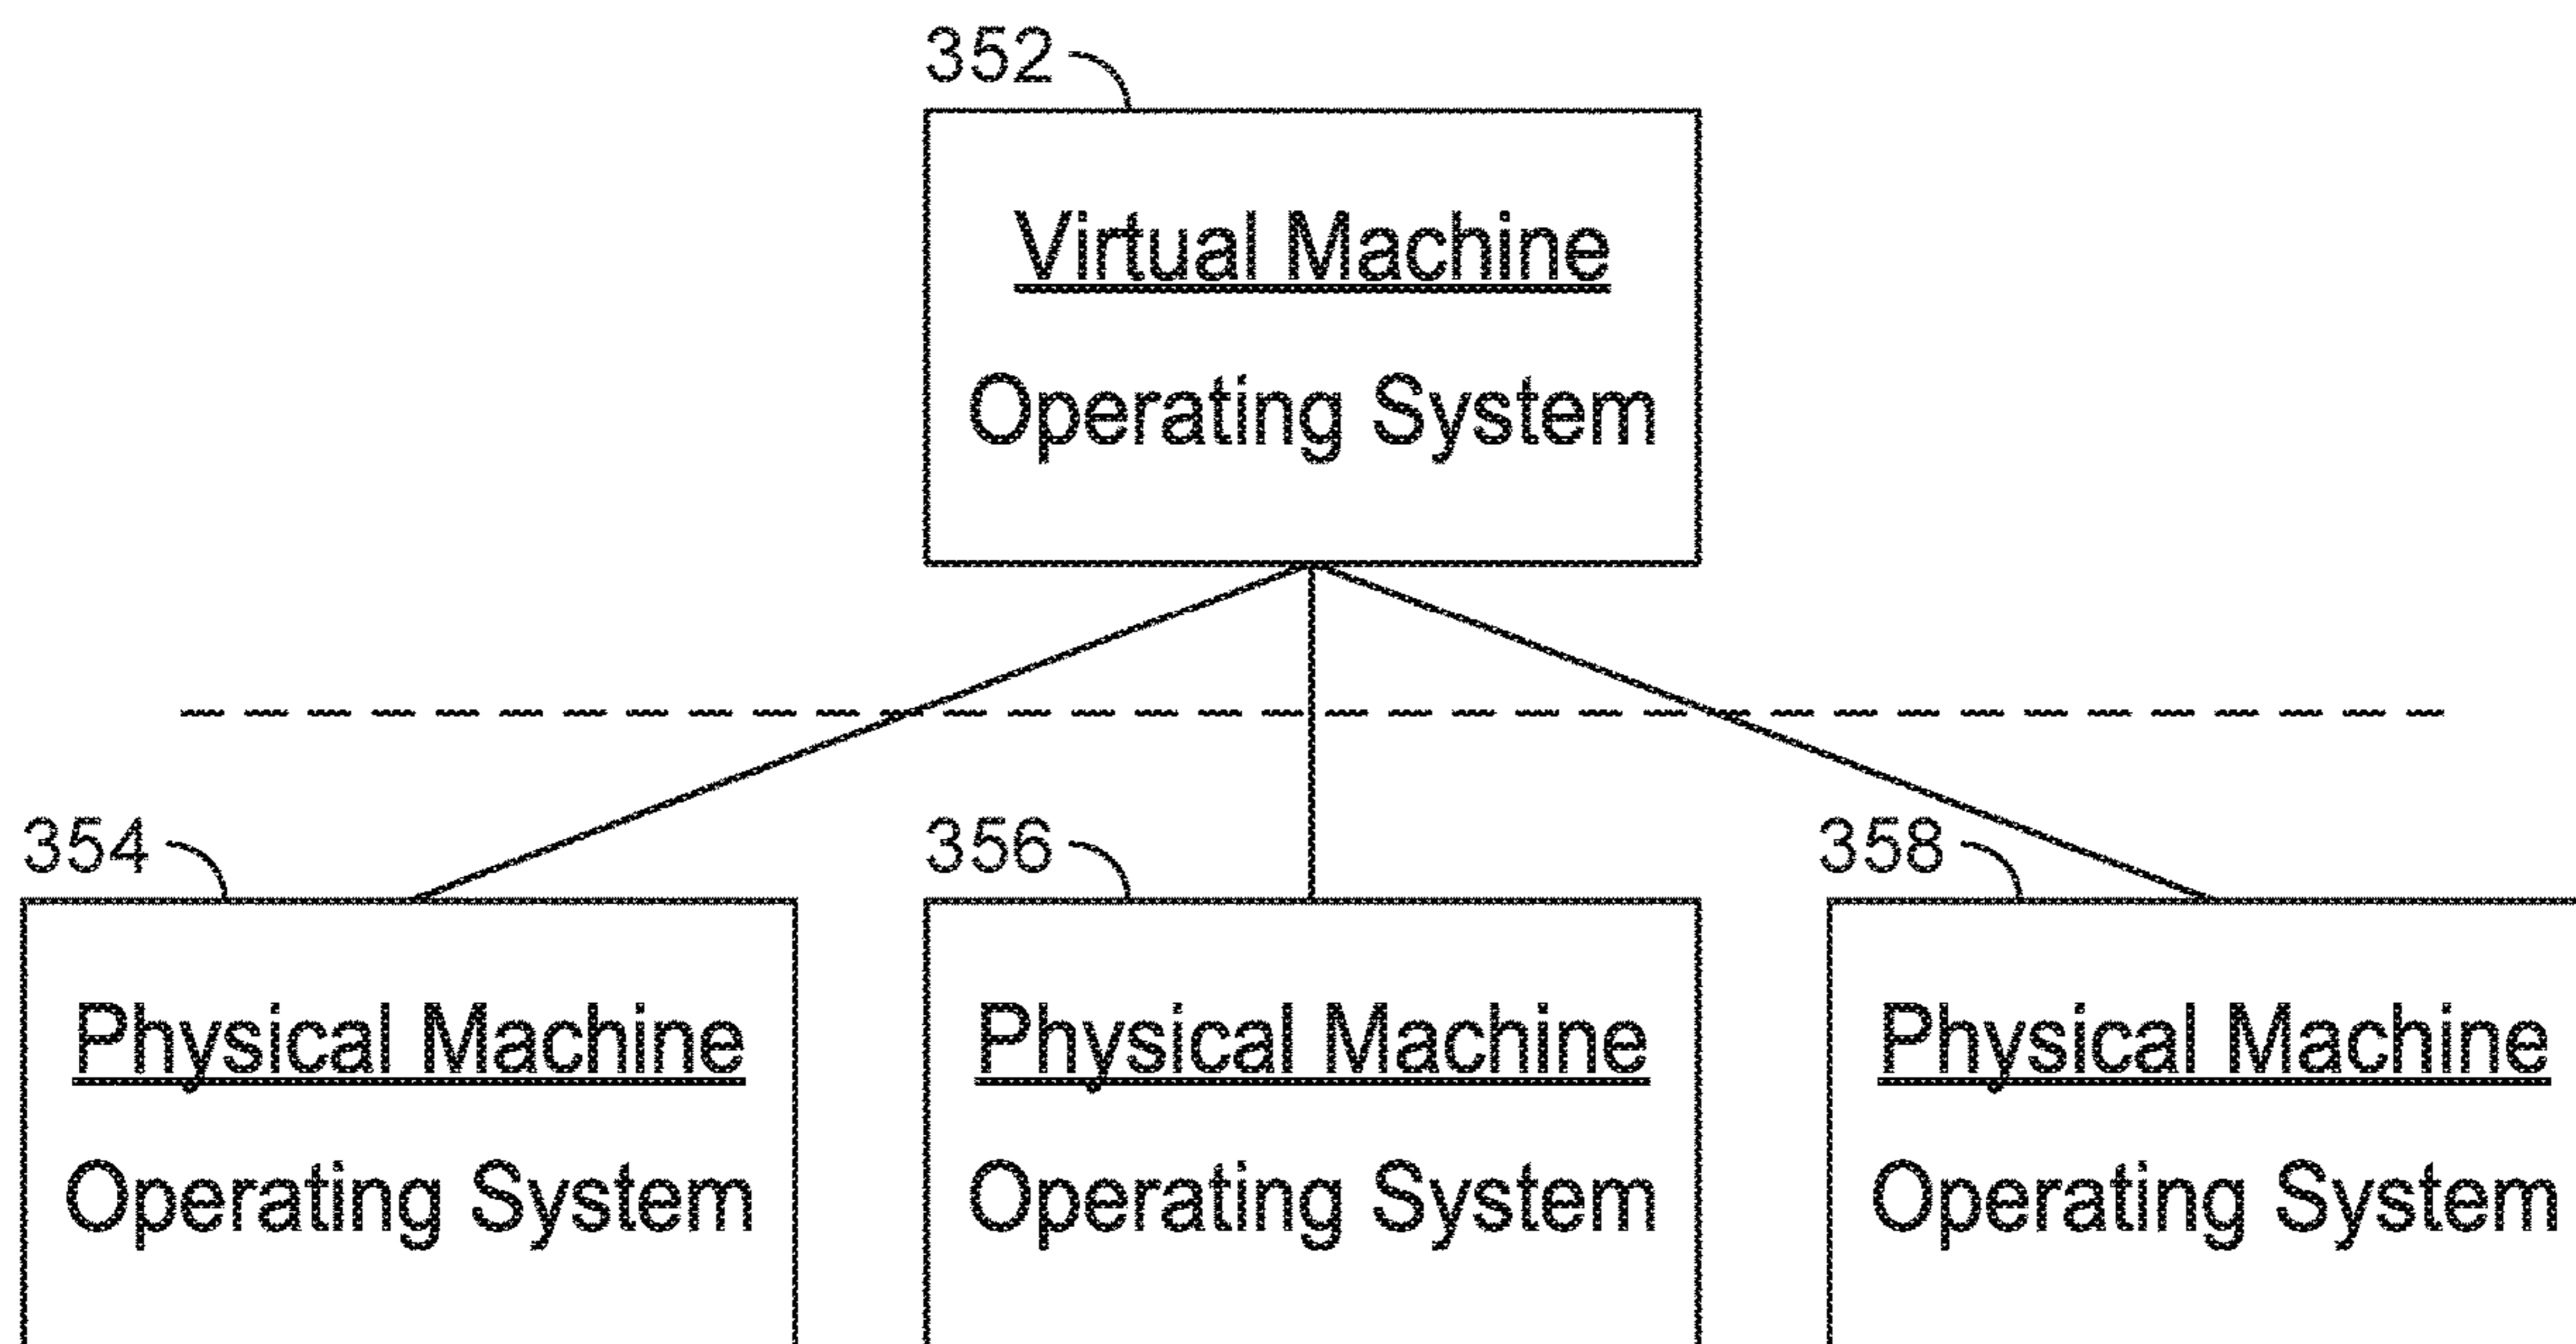 352
Virtual Machine
Operating System
354
356
358
Physical Machine
Operating System
Physical Machine
Operating System
Physical Machine
Operating System